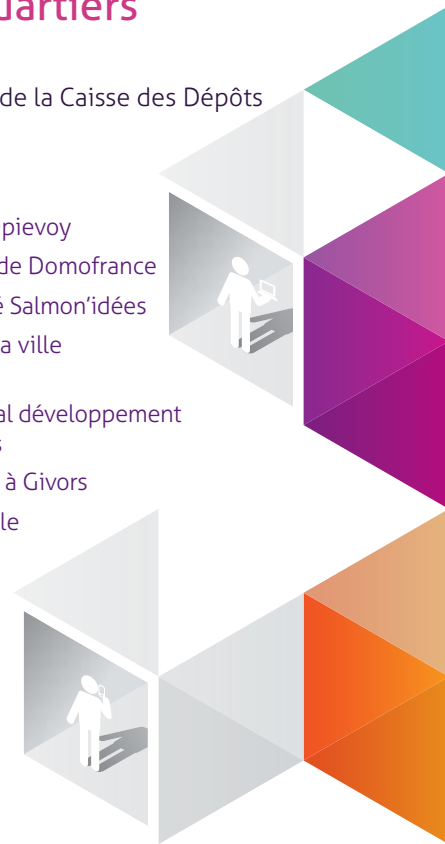 uartiers
de la Caisse des Dépôts
pievoy
de Domofrance
é Salmon'idées
a ville
al développement
s
à Givors
le